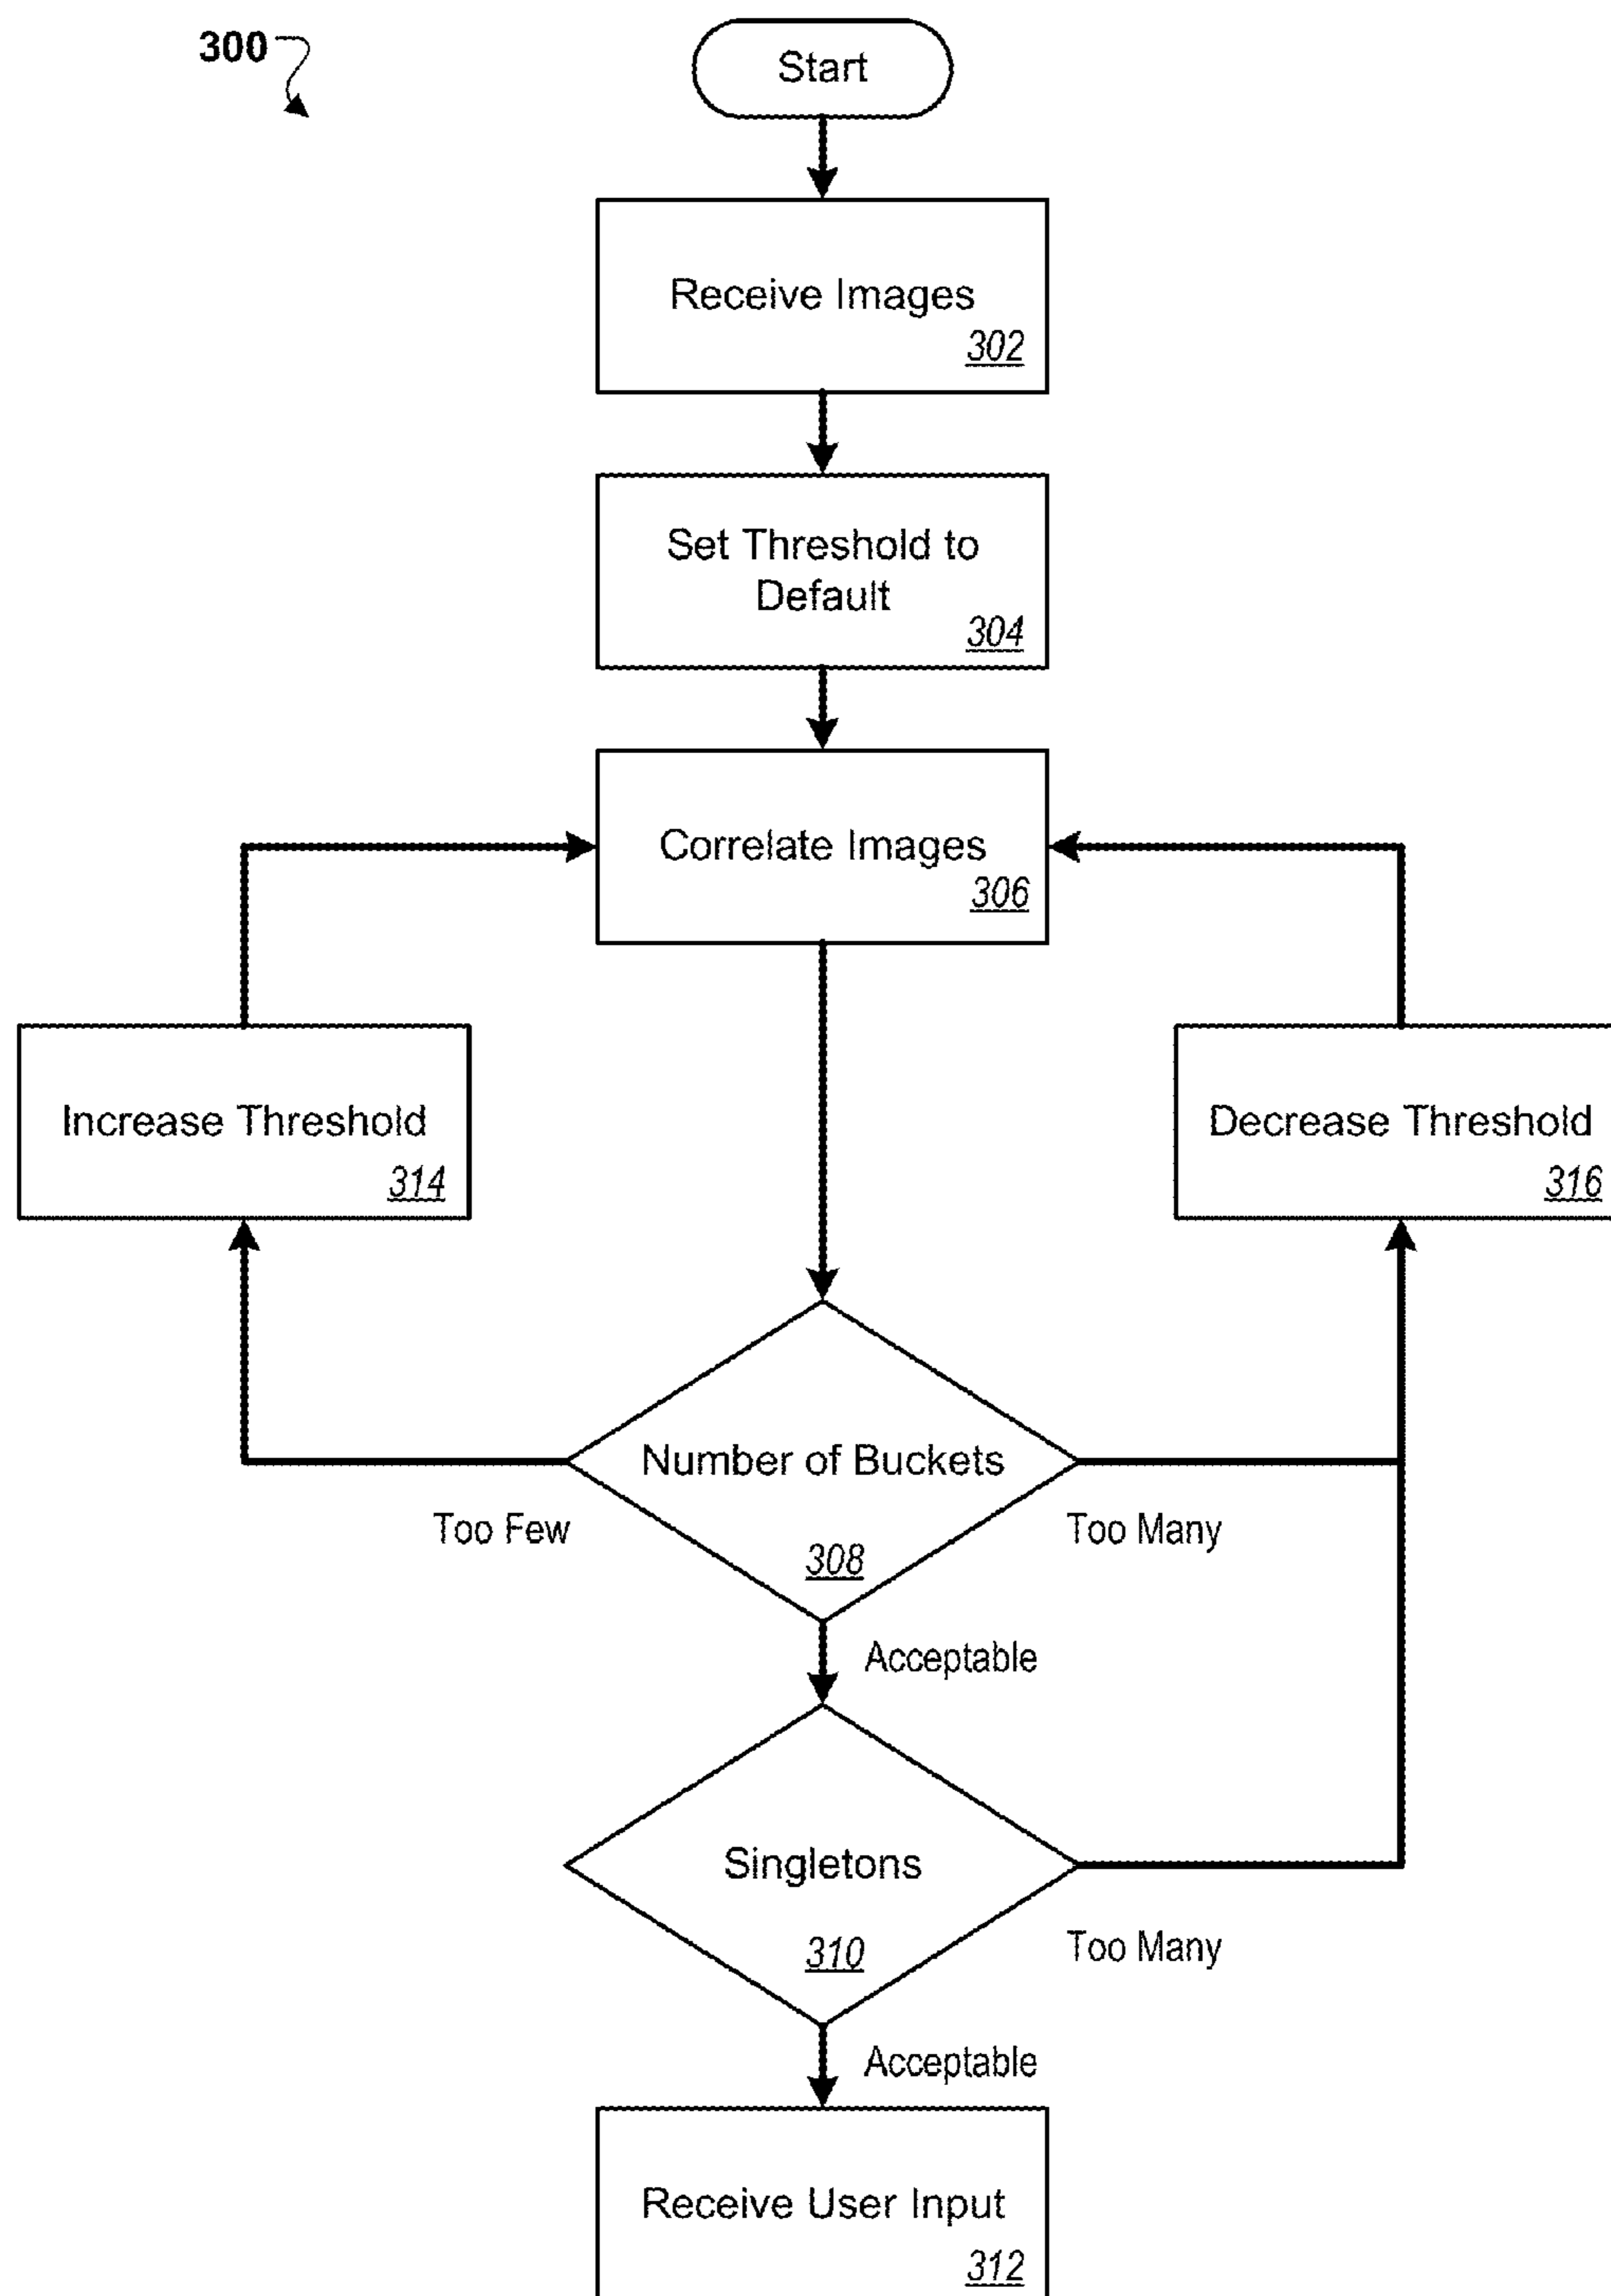 300
Start
Receive Images
302
Set Threshold to
Default
304
Correlate Images
306
Increase Threshold
314
Decrease Threshold
316
Number of Buckets
308
Too Few
Too Many
Acceptable
Singletons
310
Too Many
Acceptable
Receive User Input
312